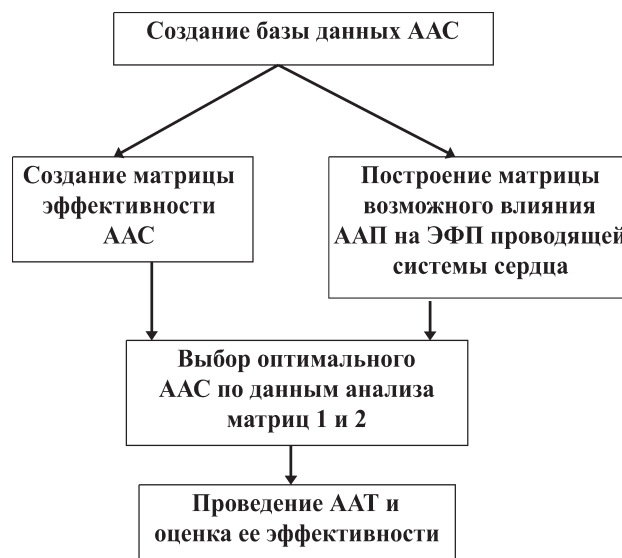 Создание базы данных ААС
Создание матрицы
эффективности
ААС
Построение матрицы
возможного влияния
ААП на ЭФП проводящей
системы сердца
Выбор оптимального
ААС по данным анализа
матриц 1 и 2
Проведение ААТ и
оценка ее эффективности